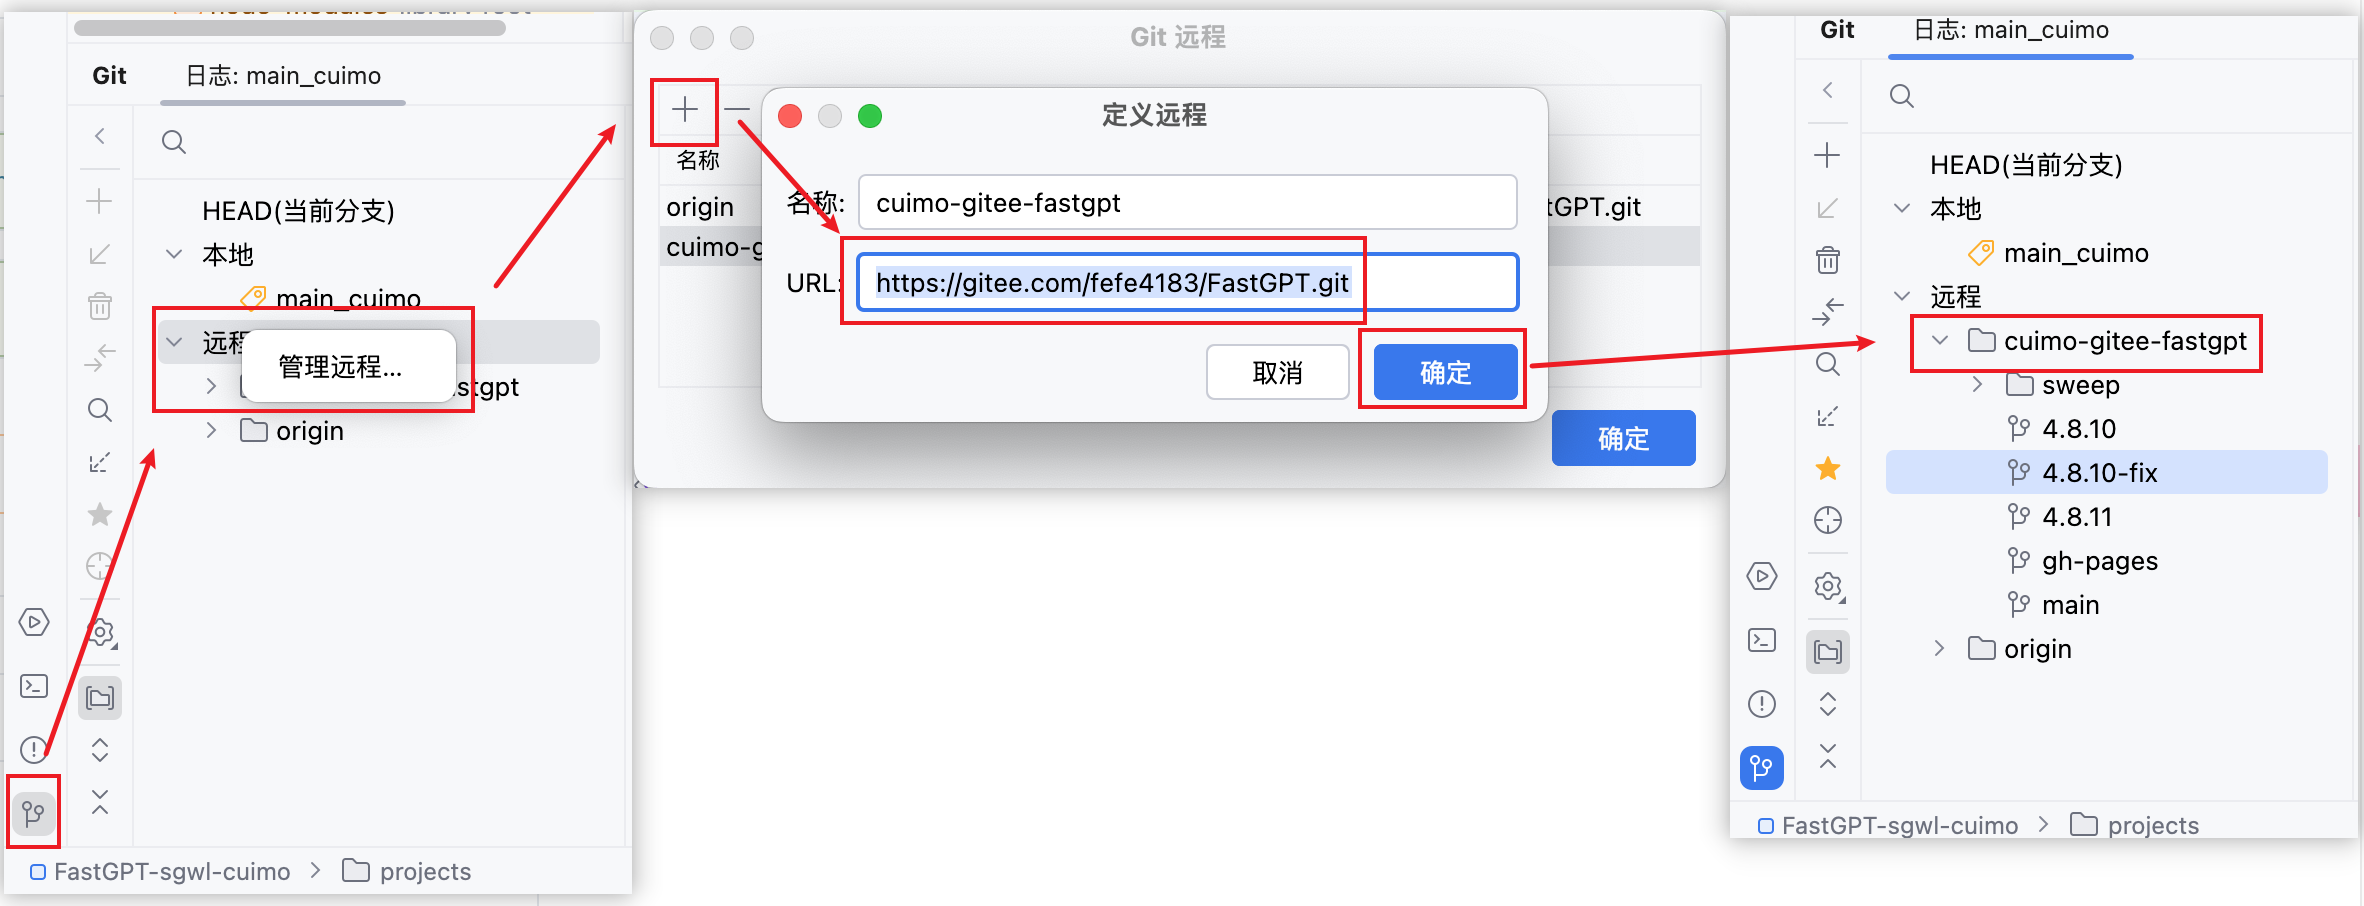 Git 日志: main_cuimo
HEAD(当前分支)
本地
main_cuimo
远程
管理远程...
stgpt
origin
FastGPT-sgwl-cuimo
projects
Git 远程
名称
origin
tGPT.git
cuimo-g
定义远程
名称:
cuimo-gitee-fastgpt
URL:
https://gitee.com/fefe4183/FastGPT.git
取消
确定
确定
Git 日志: main_cuimo
HEAD(当前分支)
本地
main_cuimo
远程
cuimo-gitee-fastgpt
sweep
4.8.10
4.8.10-fix
4.8.11
gh-pages
main
origin
FastGPT-sgwl-cuimo
projects